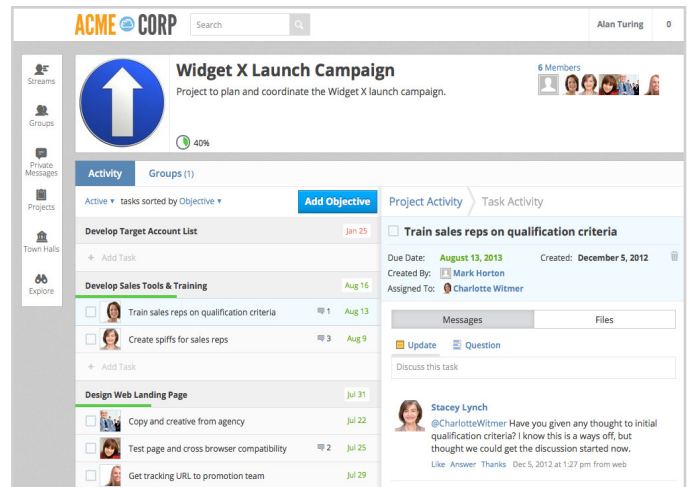 ACME CORP
Search
Alan Turing 0
Streams
Groups
Private
Messages
Projects
Town Halls
Explore
Widget X Launch Campaign
Project to plan and coordinate the Widget X launch campaign.
40%
6 Members
Activity Groups (1)
Active tasks sorted by Objective
Add Objective
Develop Target Account List Jan 25
+ Add Task
Develop Sales Tools & Training Aug 16
Train sales reps on qualification criteria 1 Aug 13
Create spiffs for sales reps 3 Aug 9
+ Add Task
Design Web Landing Page Jul 31
Copy and creative from agency Jul 22
Test page and cross browser compatibility 2 Jul 25
Get tracking URL to promotion team Jul 29
Project Activity Task Activity
Train sales reps on qualification criteria
Due Date: August 13, 2013 Created: December 5, 2012
Created By: Mark Horton
Assigned To: Charlotte Witmer
Messages Files
Update Question
Discuss this task
Stacey Lynch
@CharlotteWitmer Have you given any thought to initial
qualification criteria? I know this is a ways off, but
thought we could get the discussion started now.
Like Answer Thanks Dec 5, 2012 at 1:27 pm from web